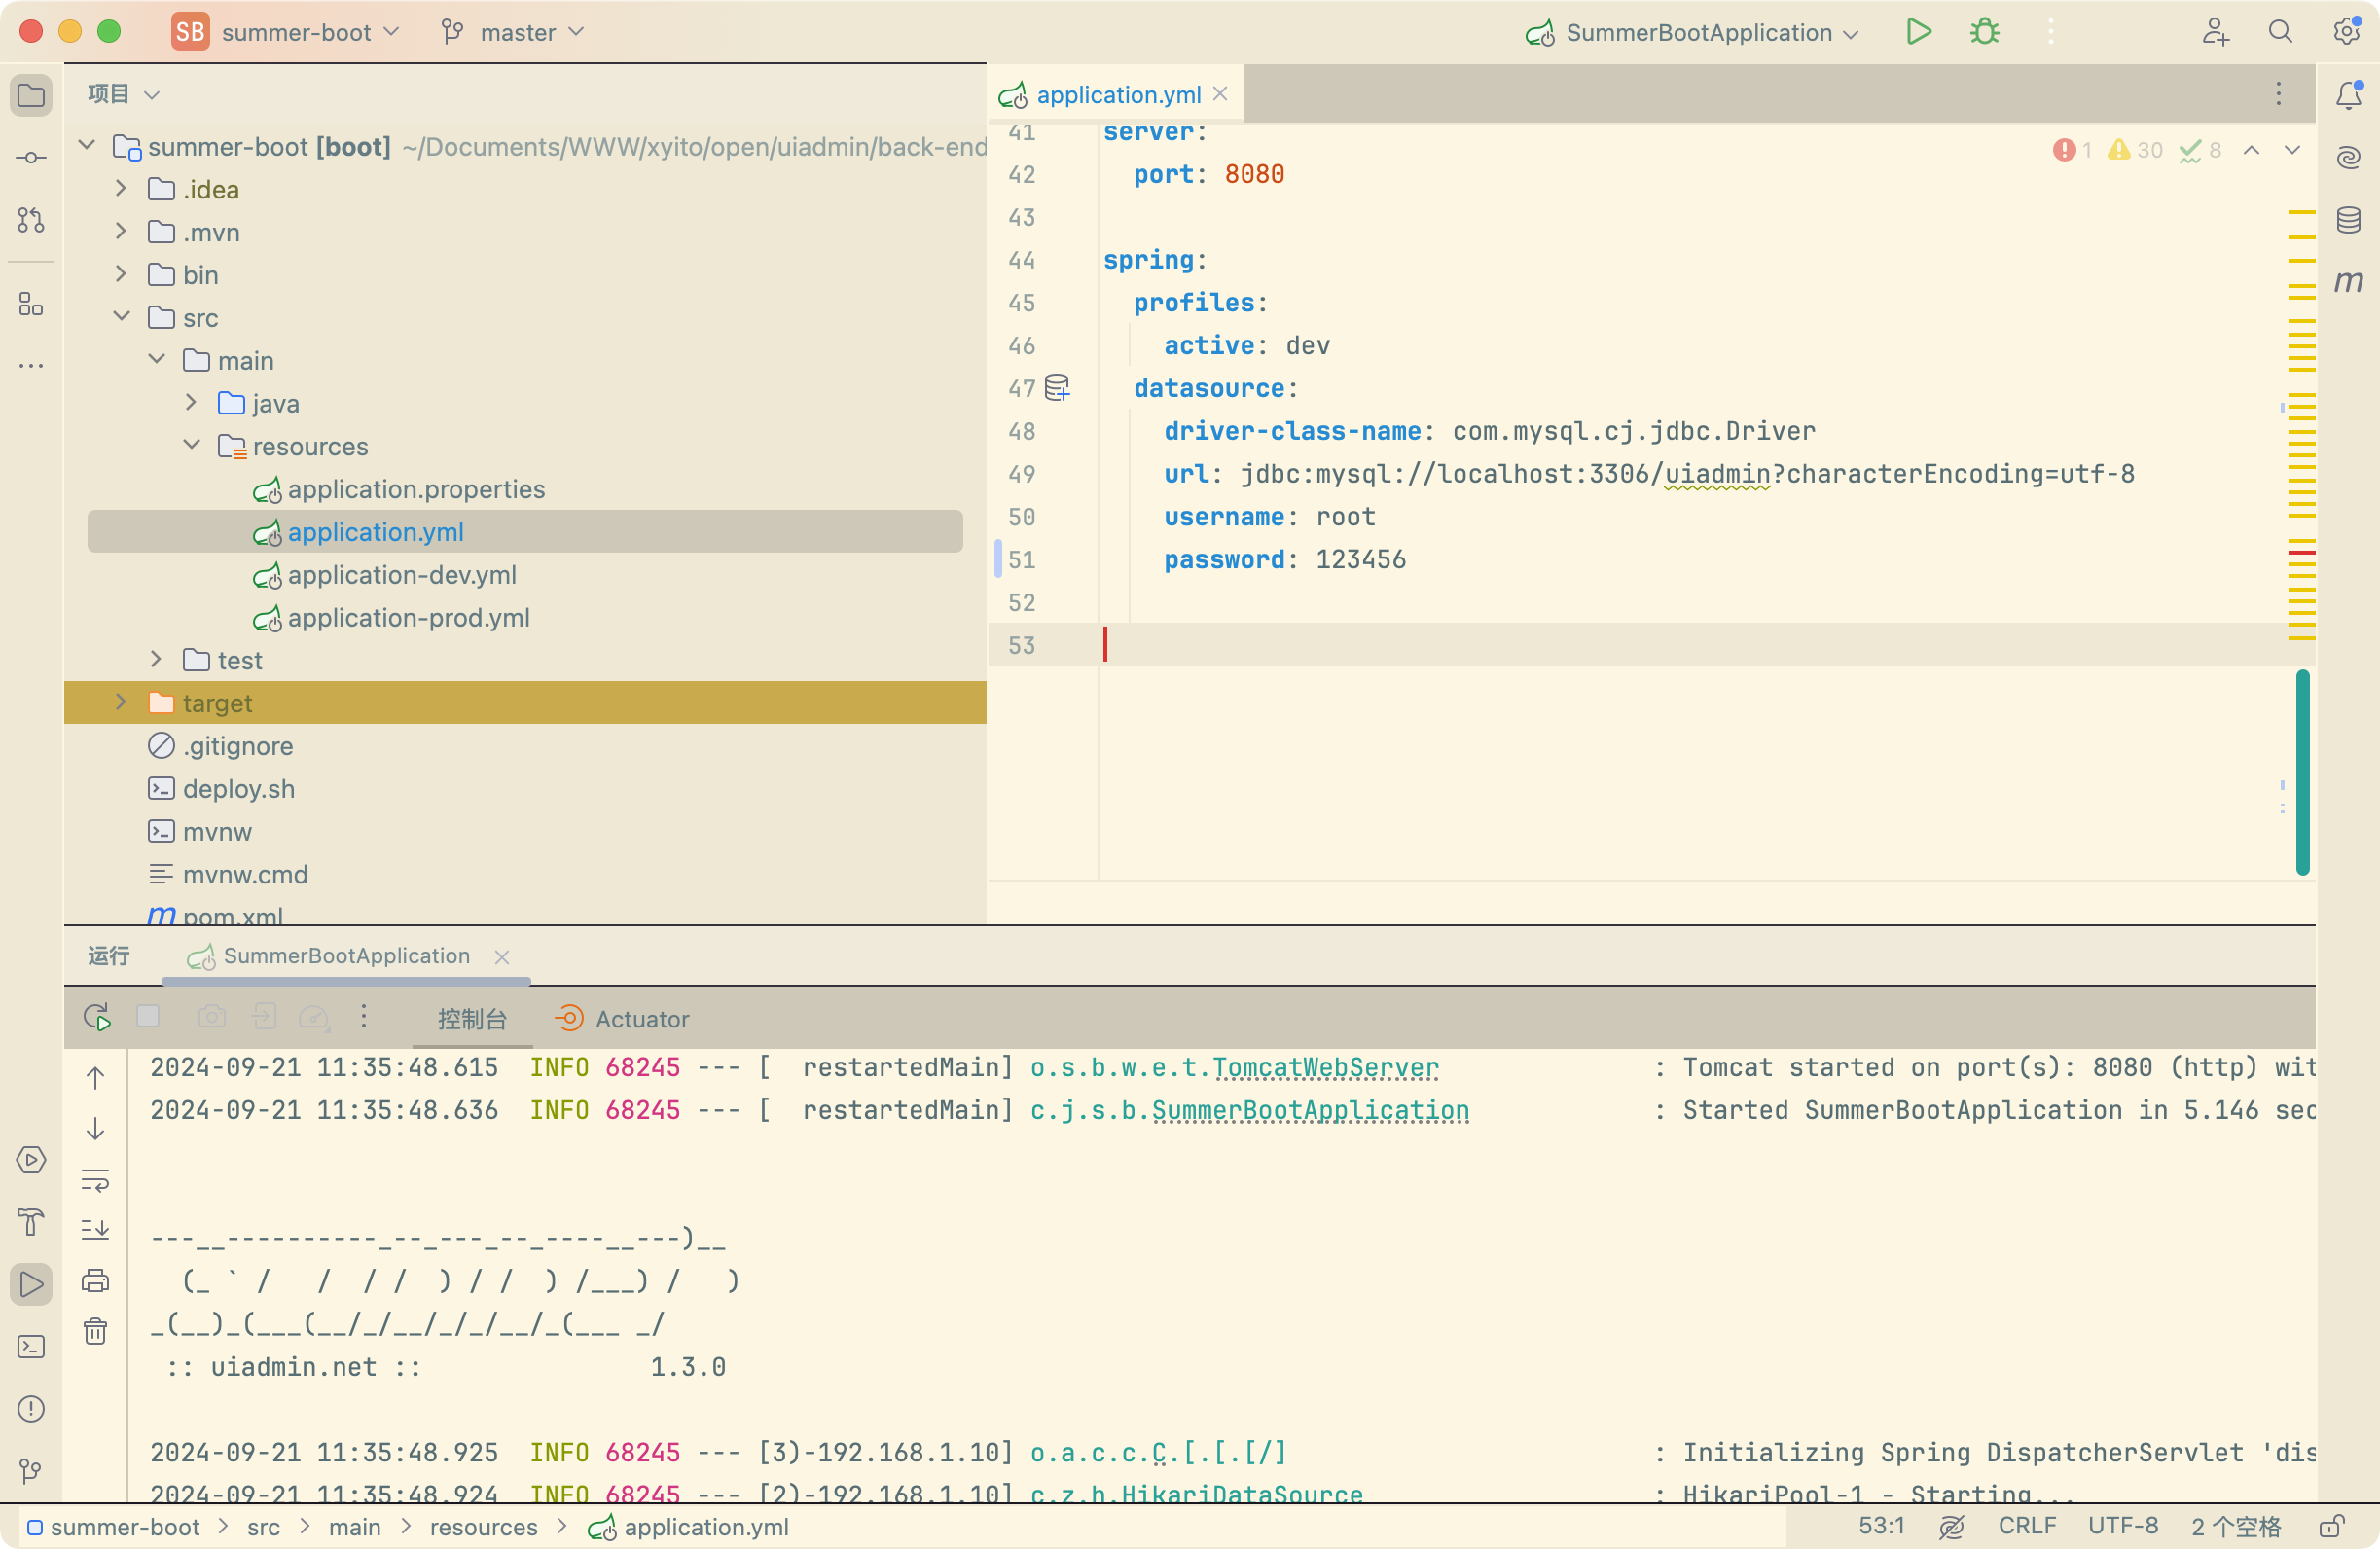 SB summer-boot master SummerBootApplication
项目
summer-boot [boot] ~/Documents/WWW/xyito/open/uiadmin/back-end
.idea
.mvn
bin
src
main
java
resources
application.properties
application.yml
application-dev.yml
application-prod.yml
test
target
.gitignore
deploy.sh
mvnw
mvnw.cmd
m pom.xml
application.yml
1 30 8
41 server:
42 port: 8080
43
44 spring:
45 profiles:
46 active: dev
47 datasource:
48 driver-class-name: com.mysql.cj.jdbc.Driver
49 url: jdbc:mysql://localhost:3306/uiadmin?characterEncoding=utf-8
50 username: root
51 password: 123456
52
53
m
运行 SummerBootApplication
控制台 Actuator
2024-09-21 11:35:48.615  INFO 68245 --- [  restartedMain] o.s.b.w.e.t.TomcatWebServer : Tomcat started on port(s): 8080 (http) wit
2024-09-21 11:35:48.636  INFO 68245 --- [  restartedMain] c.j.s.b.SummerBootApplication : Started SummerBootApplication in 5.146 sec
---__----------_--_---_--_----__---)__
  (_ ` /   /  / /  ) / /  ) /___) /   )
_(__)_(___(__/_/__/_/_/__/_(___ _/
 :: uiadmin.net ::               1.3.0
2024-09-21 11:35:48.925  INFO 68245 --- [3)-192.168.1.10] o.a.c.c.C.[.[.[/] : Initializing Spring DispatcherServlet 'dis
2024-09-21 11:35:48.924  INFO 68245 --- [2)-192.168.1.10] c.z.h.HikariDataSource : HikariPool-1 - Starting...
summer-boot > src > main > resources > application.yml 53:1 CRLF UTF-8 2 个空格